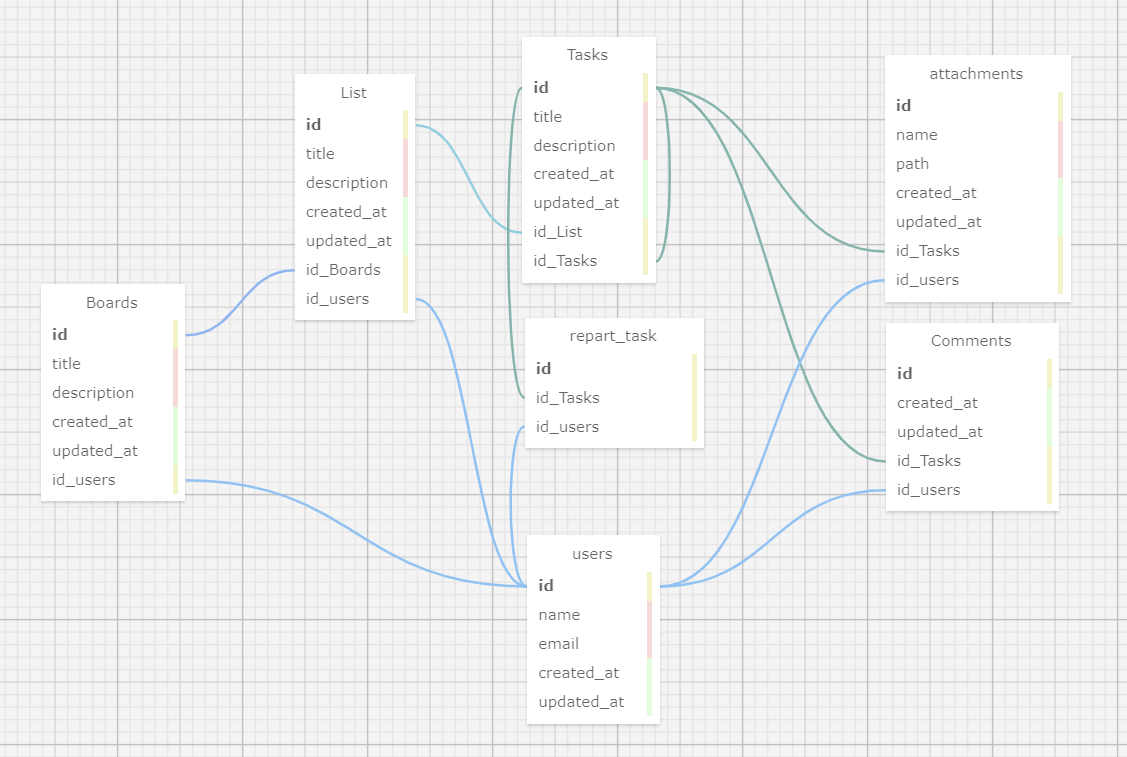 Boards
id
title
description
created_at
updated_at
id_users
List
id
title
description
created_at
updated_at
id_Boards
id_users
Tasks
id
title
description
created_at
updated_at
id_List
id_Tasks
repart_task
id
id_Tasks
id_users
users
id
name
email
created_at
updated_at
attachments
id
name
path
created_at
updated_at
id_Tasks
id_users
Comments
id
created_at
updated_at
id_Tasks
id_users